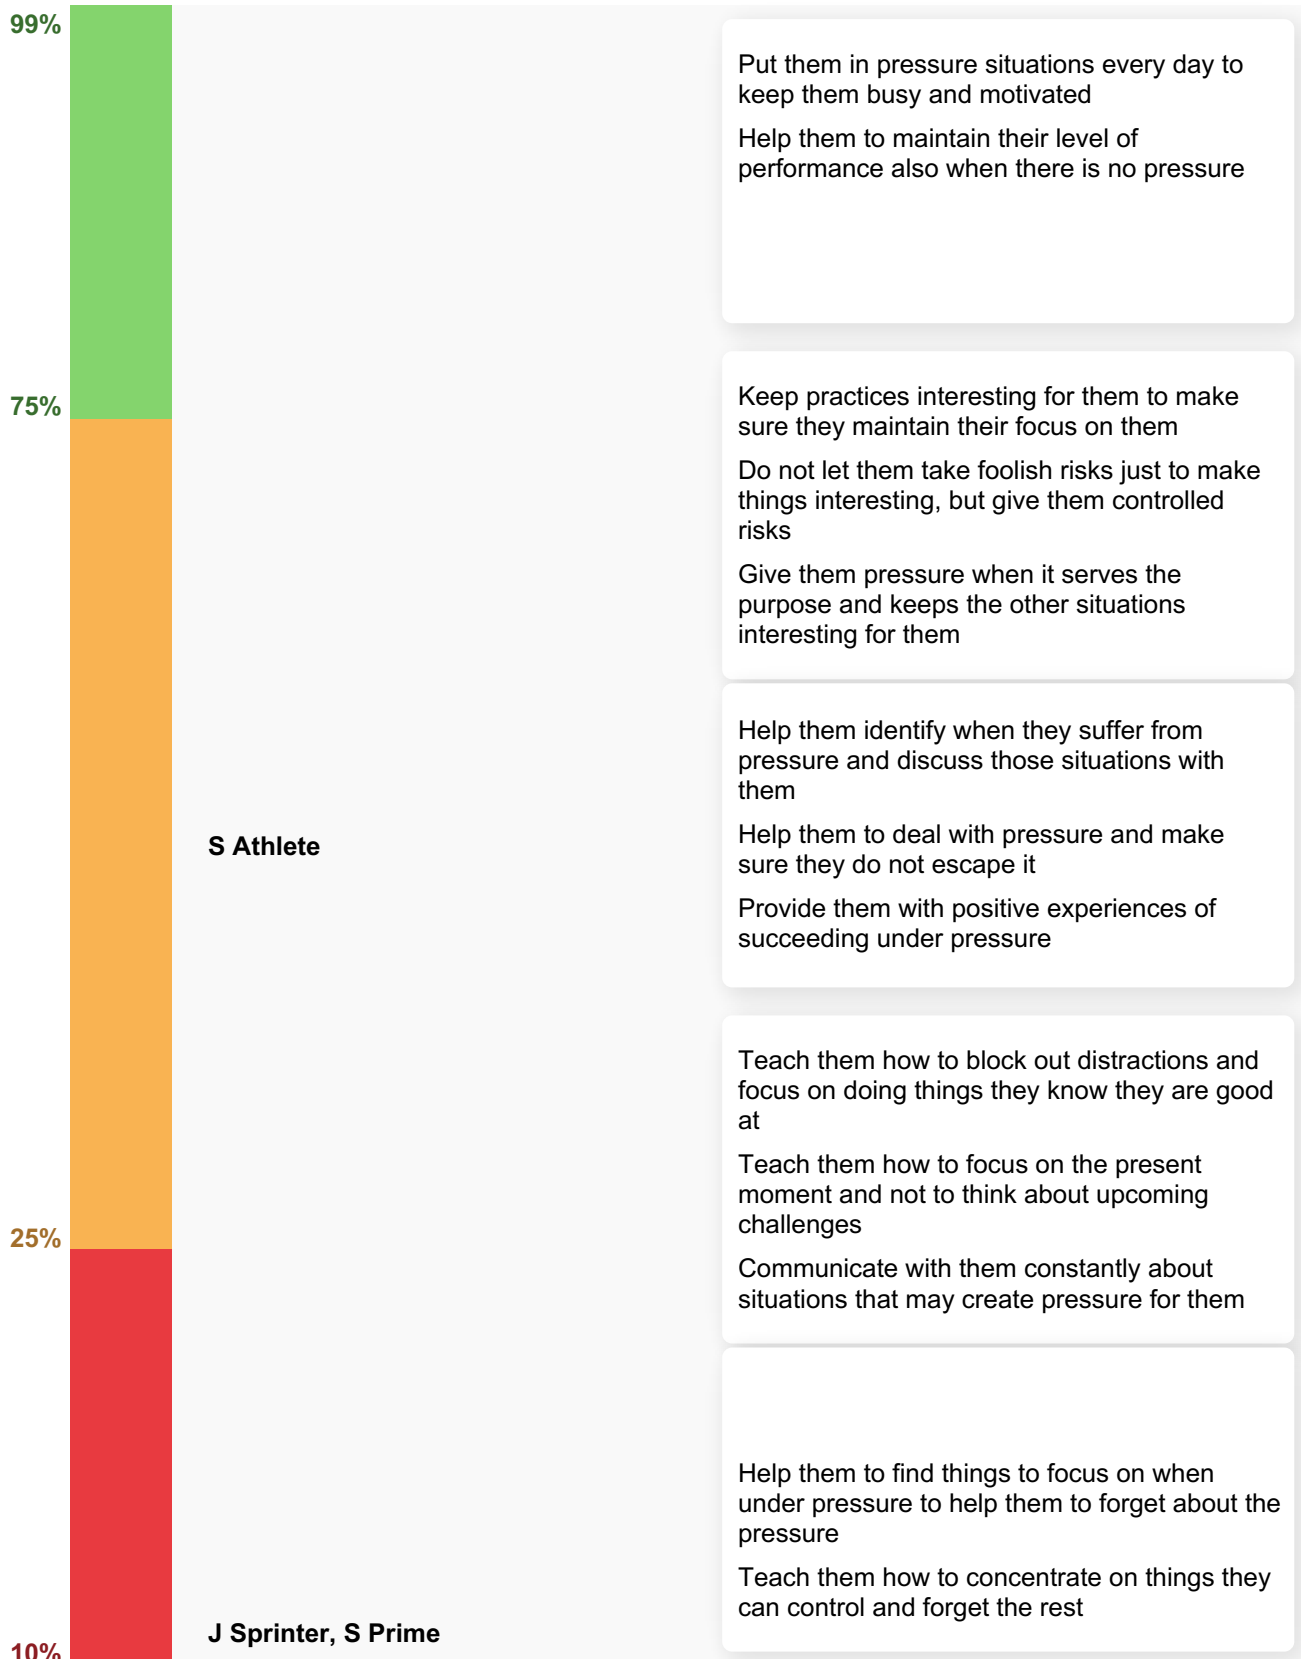 99%
Put them in pressure situations every day to
keep them busy and motivated
Help them to maintain their level of
performance also when there is no pressure
75%
Keep practices interesting for them to make
sure they maintain their focus on them
Do not let them take foolish risks just to make
things interesting, but give them controlled
risks
Give them pressure when it serves the
purpose and keeps the other situations
interesting for them
Help them identify when they suffer from
pressure and discuss those situations with
them
S Athlete
Help them to deal with pressure and make
sure they do not escape it
Provide them with positive experiences of
succeeding under pressure
Teach them how to block out distractions and
focus on doing things they know they are good
at
Teach them how to focus on the present
moment and not to think about upcoming
challenges
25%
Communicate with them constantly about
situations that may create pressure for them
Help them to find things to focus on when
under pressure to help them to forget about the
pressure
Teach them how to concentrate on things they
can control and forget the rest
J Sprinter, S Prime
10%